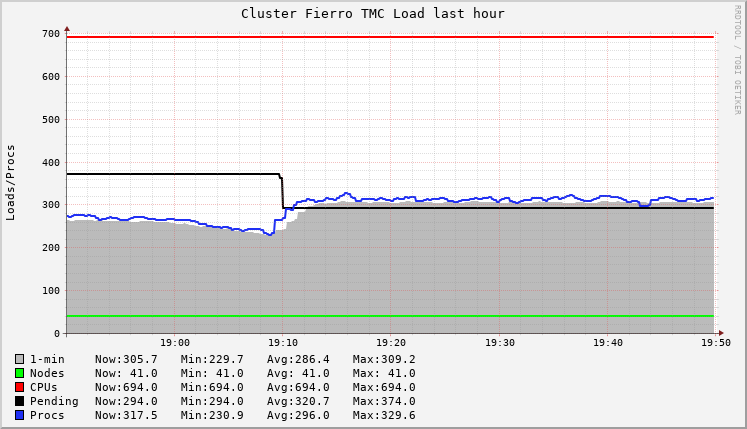 Cluster Fierro TMC Load last hour
RRDTOOL / TOBI OETIKER
Loads/Procs
700
600
500
400
300
200
100
0
19:00 19:10 19:20 19:30 19:40 19:50
1-min Now:305.7 Min:229.7 Avg:286.4 Max:309.2
Nodes Now: 41.0 Min: 41.0 Avg: 41.0 Max: 41.0
CPUs Now:694.0 Min:694.0 Avg:694.0 Max:694.0
Pending Now:294.0 Min:294.0 Avg:320.7 Max:374.0
Procs Now:317.5 Min:230.9 Avg:296.0 Max:329.6